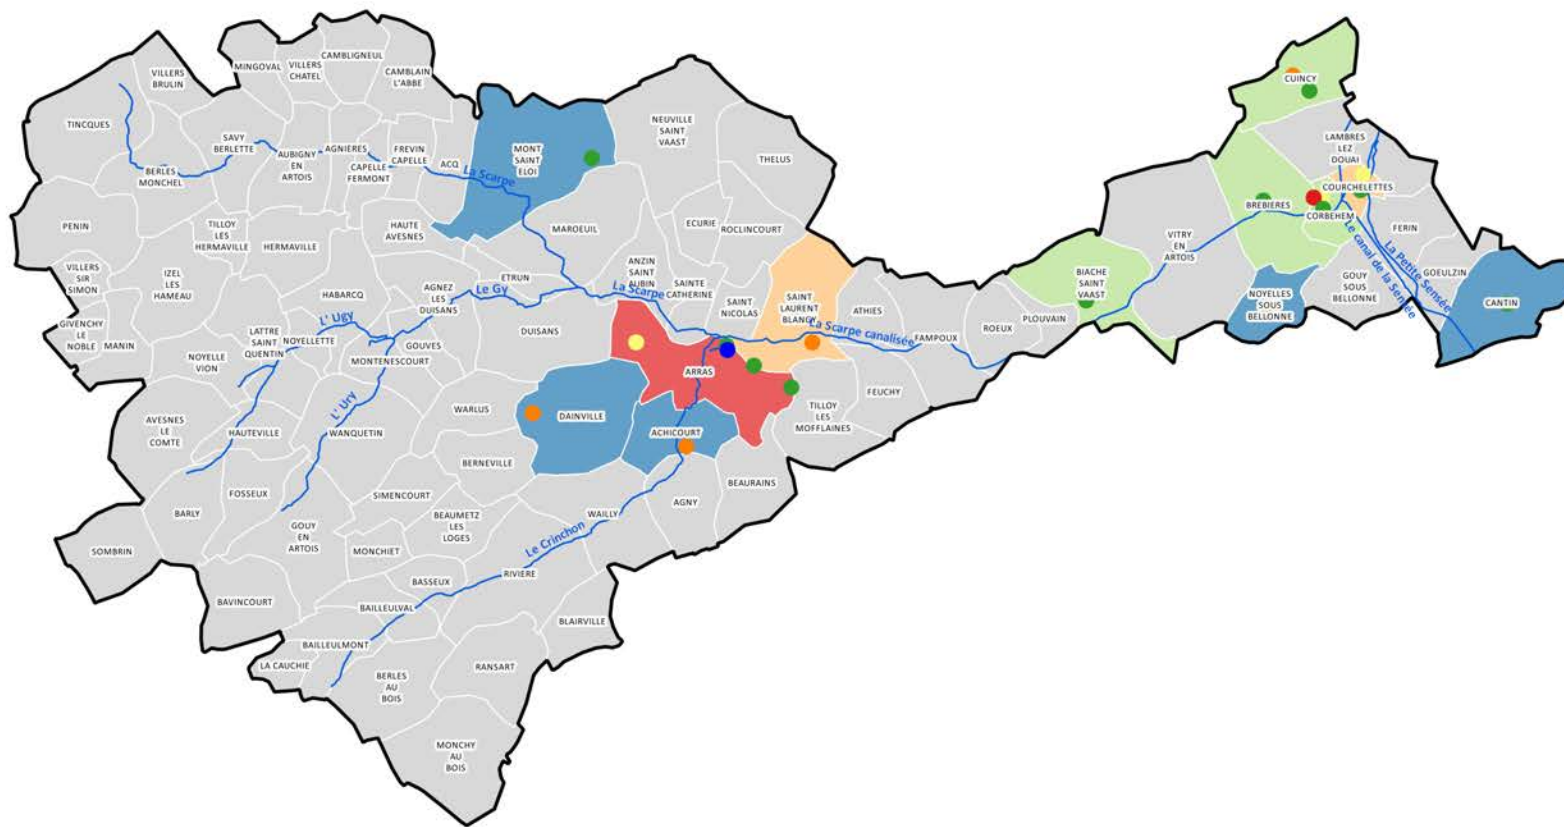 CAMBLIGNEUL
MINGOVAL
VILLERS
CHATEL
VILLERS
BRULIN
CAMBLAIN
L'ABBE
CUINCY
TINCQUES
SAVY
BERLETTE
AUBIGNY
EN
ARTOIS
AGNIÈRES
FREVIN
CAPELLE
CAPELLE
FERMONT
ACQ
MONT
SAINT
ELOI
NEUVILLE
SAINT
VAAST
THELUS
BERLES
MONCHEL
La Scarpe
LAMBRES
LEZ
DOUAI
COURCHELETTES
BREBIERES
CORBEHEM
FERIN
PENIN
TILLOY
LES
HERMAVILLE
HERMAVILLE
HAUTE
AVESNES
MAROEUIL
ECURIE
ROCLINCOURT
VITRY
EN
ARTOIS
Le canal de la Sensée
La Petite Sensée
VILLERS
SIR
SIMON
IZEL
LES
HAMEAU
HABARCQ
AGNEZ
LES
DUISANS
ETRUN
Le Gy
ANZIN
SAINT
AUBIN
La Scarpe
SAINTE
CATHERINE
SAINT
NICOLAS
SAINT
LAURENT
BLANGY
ATHIES
BIACHE
SAINT
VAAST
NOYELLES
SOUS
BELLONNE
GOUY
SOUS
BELLONNE
GOEULZIN
CANTIN
GIVENCHY
LE
NOBLE
MANIN
NOYELLE
VION
LATTRE
SAINT
QUENTIN
L' Ugy
NOYELLETTE
GOUVES
MONTENESCOURT
DUISANS
La Scarpe canalisée
FAMPOUX
ROEUX
PLOUVAIN
ARRAS
FEUCHY
TILLOY
LES
MOFFLAINES
AVESNES
LE
COMTE
HAUTEVILLE
L' Ury
WANQUETIN
WARLUS
DAINVILLE
ACHICOURT
BERNEVILLE
BEAURAINS
AGNY
FOSSEUX
SIMENCOURT
BARLY
BEAUMETZ
LES
LOGES
WAILLY
GOUY
EN
ARTOIS
MONCHIET
Le Crinchon
SOMBRIN
BASSEUX
RIVIERE
BAVINCOURT
BAILLEULVAL
BLAIRVILLE
BAILLEULMONT
LA CAUCHIE
RANSART
BERLES
AU
BOIS
MONCHY
AU
BOIS